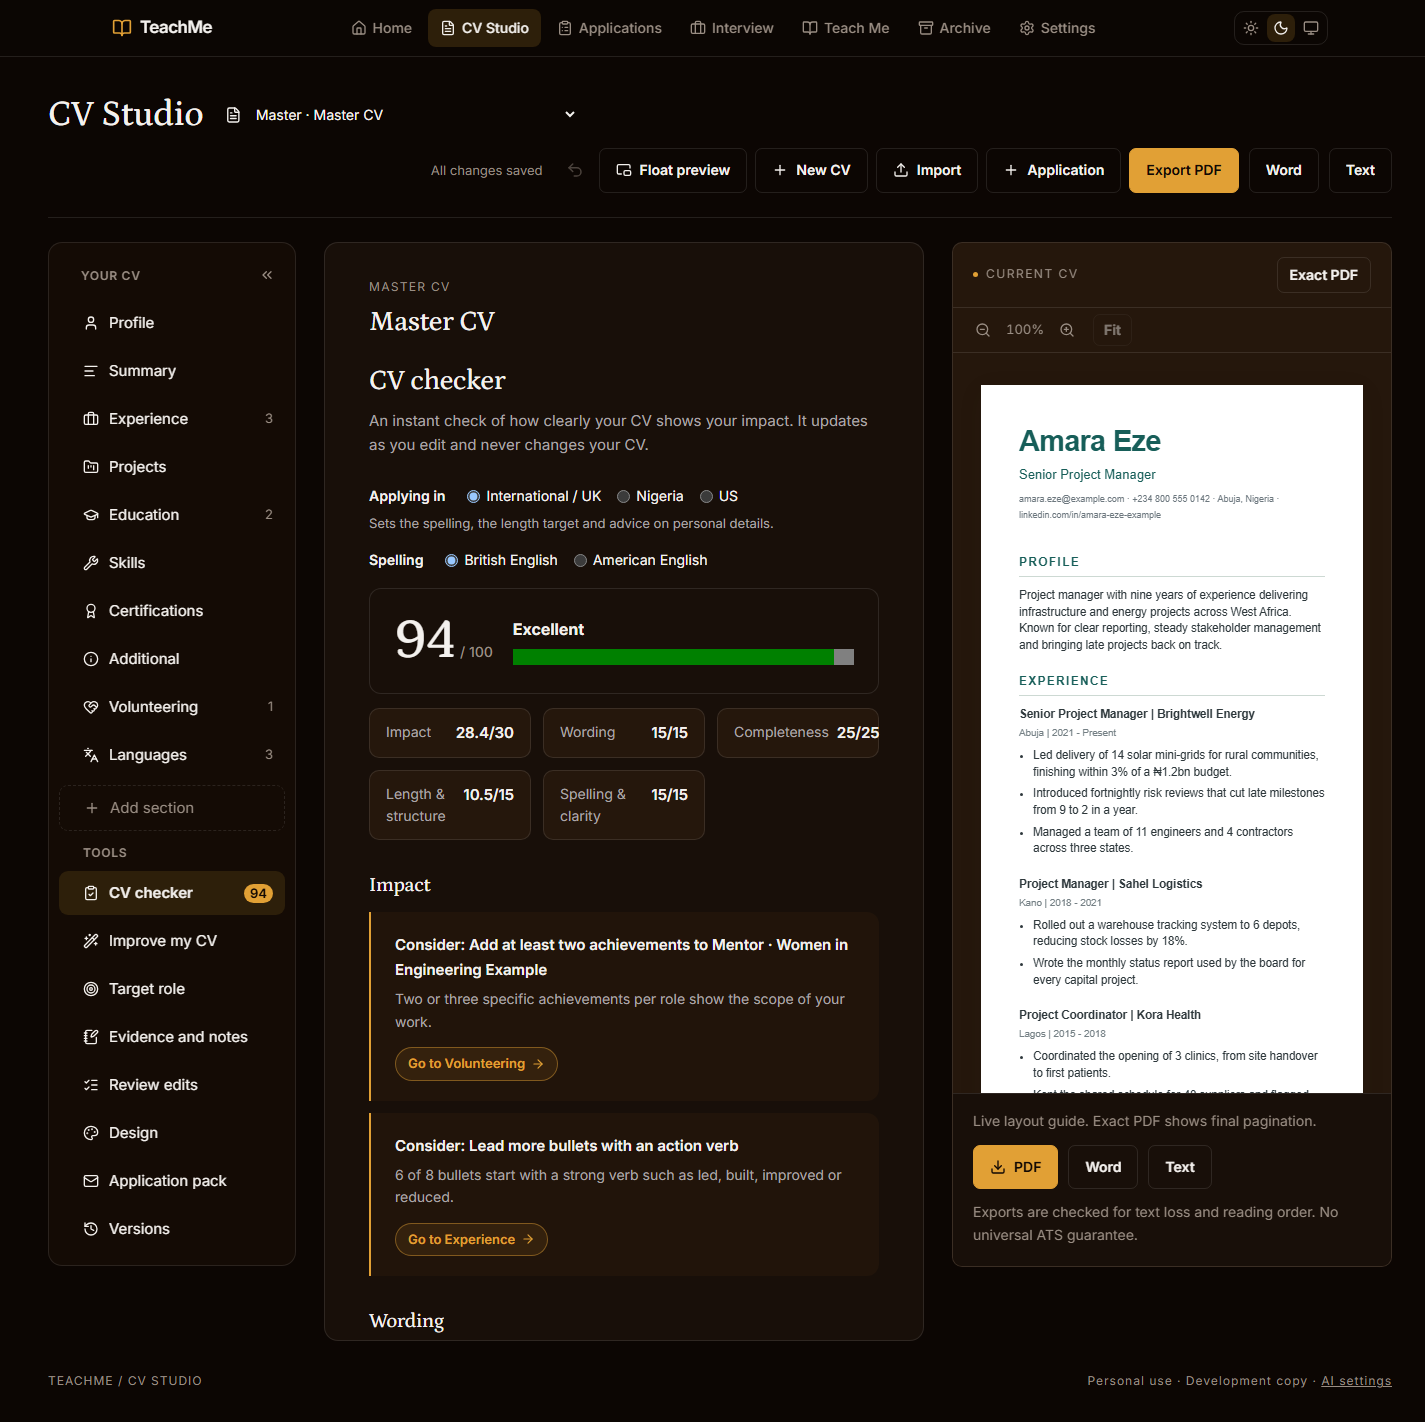 TeachMe
Home
CV Studio
Applications
Interview
Teach Me
Archive
Settings
CV Studio
Master · Master CV
All changes saved
Float preview
New CV
Import
Application
Export PDF
Word
Text
YOUR CV
Profile
Summary
Experience 3
Projects
Education 2
Skills
Certifications
Additional
Volunteering 1
Languages 3
Add section
TOOLS
CV checker 94
Improve my CV
Target role
Evidence and notes
Review edits
Design
Application pack
Versions
MASTER CV
Master CV
CV checker
An instant check of how clearly your CV shows your impact. It updates
as you edit and never changes your CV.
Applying in International / UK Nigeria US
Sets the spelling, the length target and advice on personal details.
Spelling British English American English
94 / 100
Excellent
Impact 28.4/30
Wording 15/15
Completeness 25/25
Length &
structure
10.5/15
Spelling &
clarity
15/15
Impact
Consider: Add at least two achievements to Mentor · Women in
Engineering Example
Two or three specific achievements per role show the scope of your
work.
Go to Volunteering
Consider: Lead more bullets with an action verb
6 of 8 bullets start with a strong verb such as led, built, improved or
reduced.
Go to Experience
Wording
CURRENT CV
Exact PDF
100%
Fit
Amara Eze
Senior Project Manager
amara.eze@example.com · +234 800 555 0142 · Abuja, Nigeria ·
linkedin.com/in/amara-eze-example
PROFILE
Project manager with nine years of experience delivering
infrastructure and energy projects across West Africa.
Known for clear reporting, steady stakeholder management
and bringing late projects back on track.
EXPERIENCE
Senior Project Manager | Brightwell Energy
Abuja | 2021 - Present
• Led delivery of 14 solar mini-grids for rural communities,
finishing within 3% of a ₦1.2bn budget.
• Introduced fortnightly risk reviews that cut late milestones
from 9 to 2 in a year.
• Managed a team of 11 engineers and 4 contractors
across three states.
Project Manager | Sahel Logistics
Kano | 2018 - 2021
• Rolled out a warehouse tracking system to 6 depots,
reducing stock losses by 18%.
• Wrote the monthly status report used by the board for
every capital project.
Project Coordinator | Kora Health
Lagos | 2015 - 2018
• Coordinated the opening of 3 clinics, from site handover
to first patients.
Live layout guide. Exact PDF shows final pagination.
PDF
Word
Text
Exports are checked for text loss and reading order. No
universal ATS guarantee.
TEACHME / CV STUDIO
Personal use · Development copy · AI settings